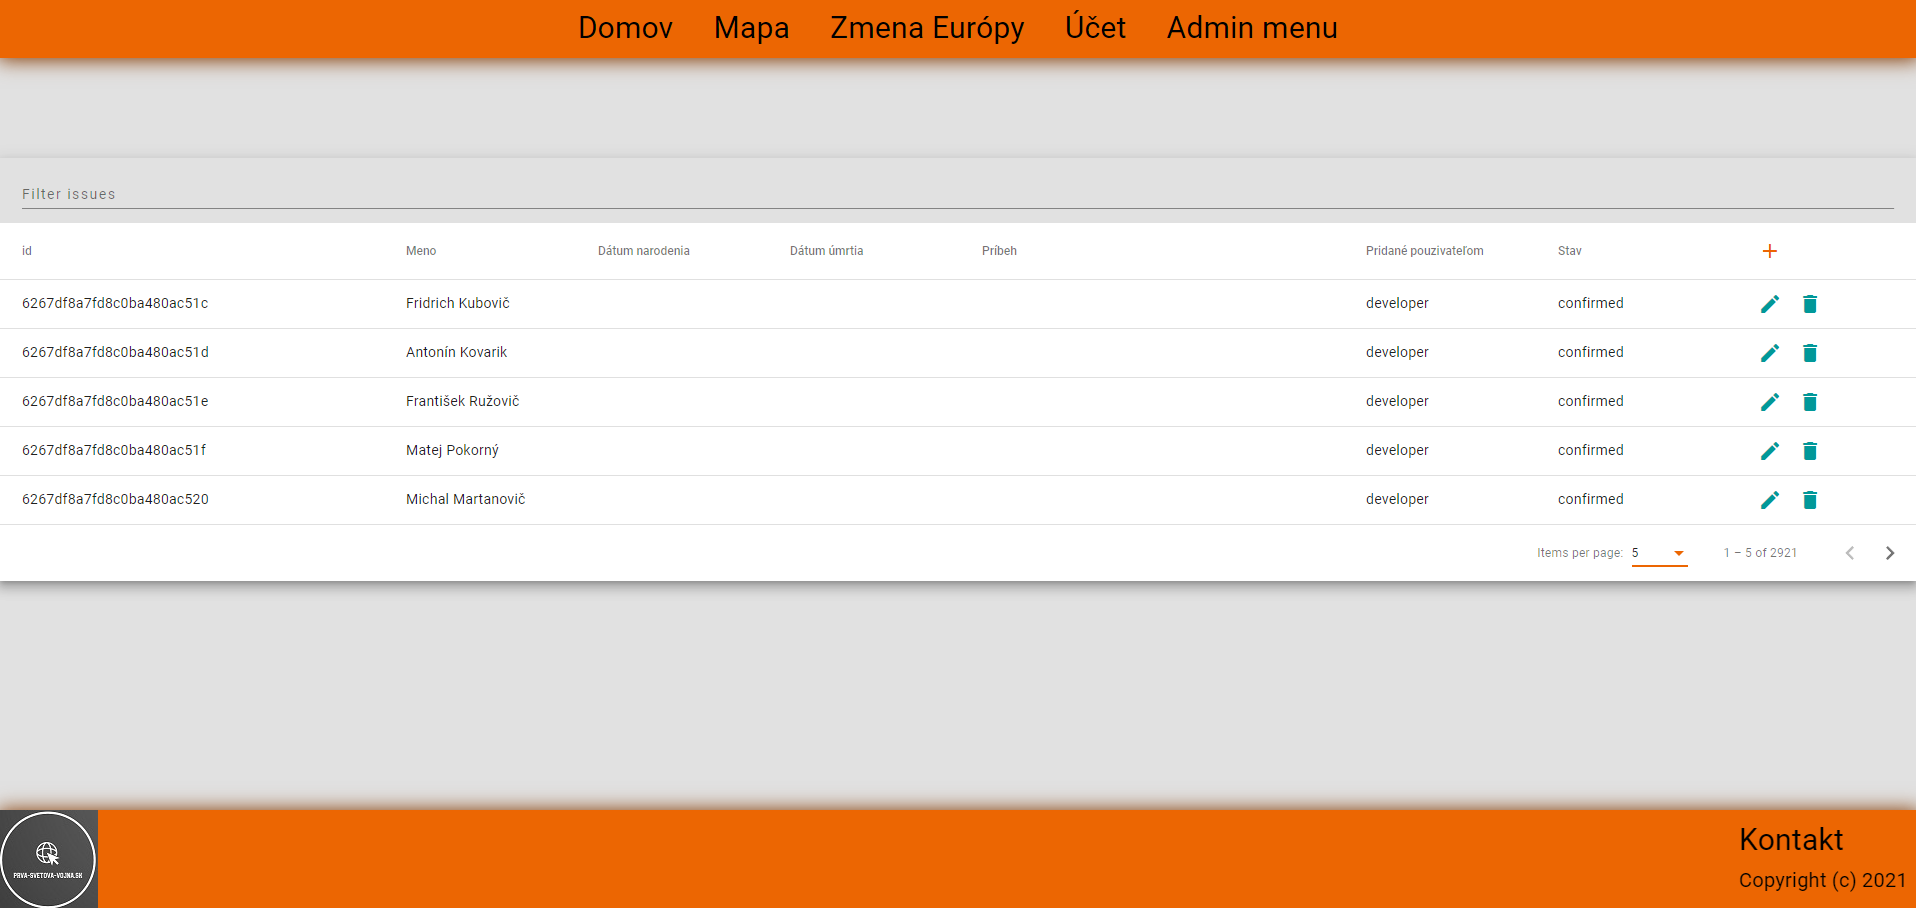 Domov Mapa Zmena Európy Účet Admin menu
Filter issues
id Meno Dátum narodenia Dátum úmrtia Príbeh Pridané pouzivateľom Stav
6267df8a7fd8c0ba480ac51c Fridrich Kubovič developer confirmed
6267df8a7fd8c0ba480ac51d Antonín Kovarik developer confirmed
6267df8a7fd8c0ba480ac51e František Ružovič developer confirmed
6267df8a7fd8c0ba480ac51f Matej Pokorný developer confirmed
6267df8a7fd8c0ba480ac520 Michal Martanovič developer confirmed
Items per page: 5 1 – 5 of 2921
Kontakt
PRVA-SVETOVA-VOJNA.SK
Copyright (c) 2021